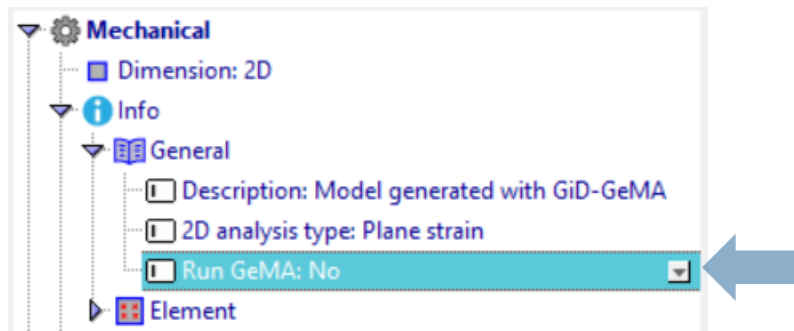 Mechanical
Dimension: 2D
Info
General
Description: Model generated with GiD-GeMA
2D analysis type: Plane strain
Run GeMA: No
Element